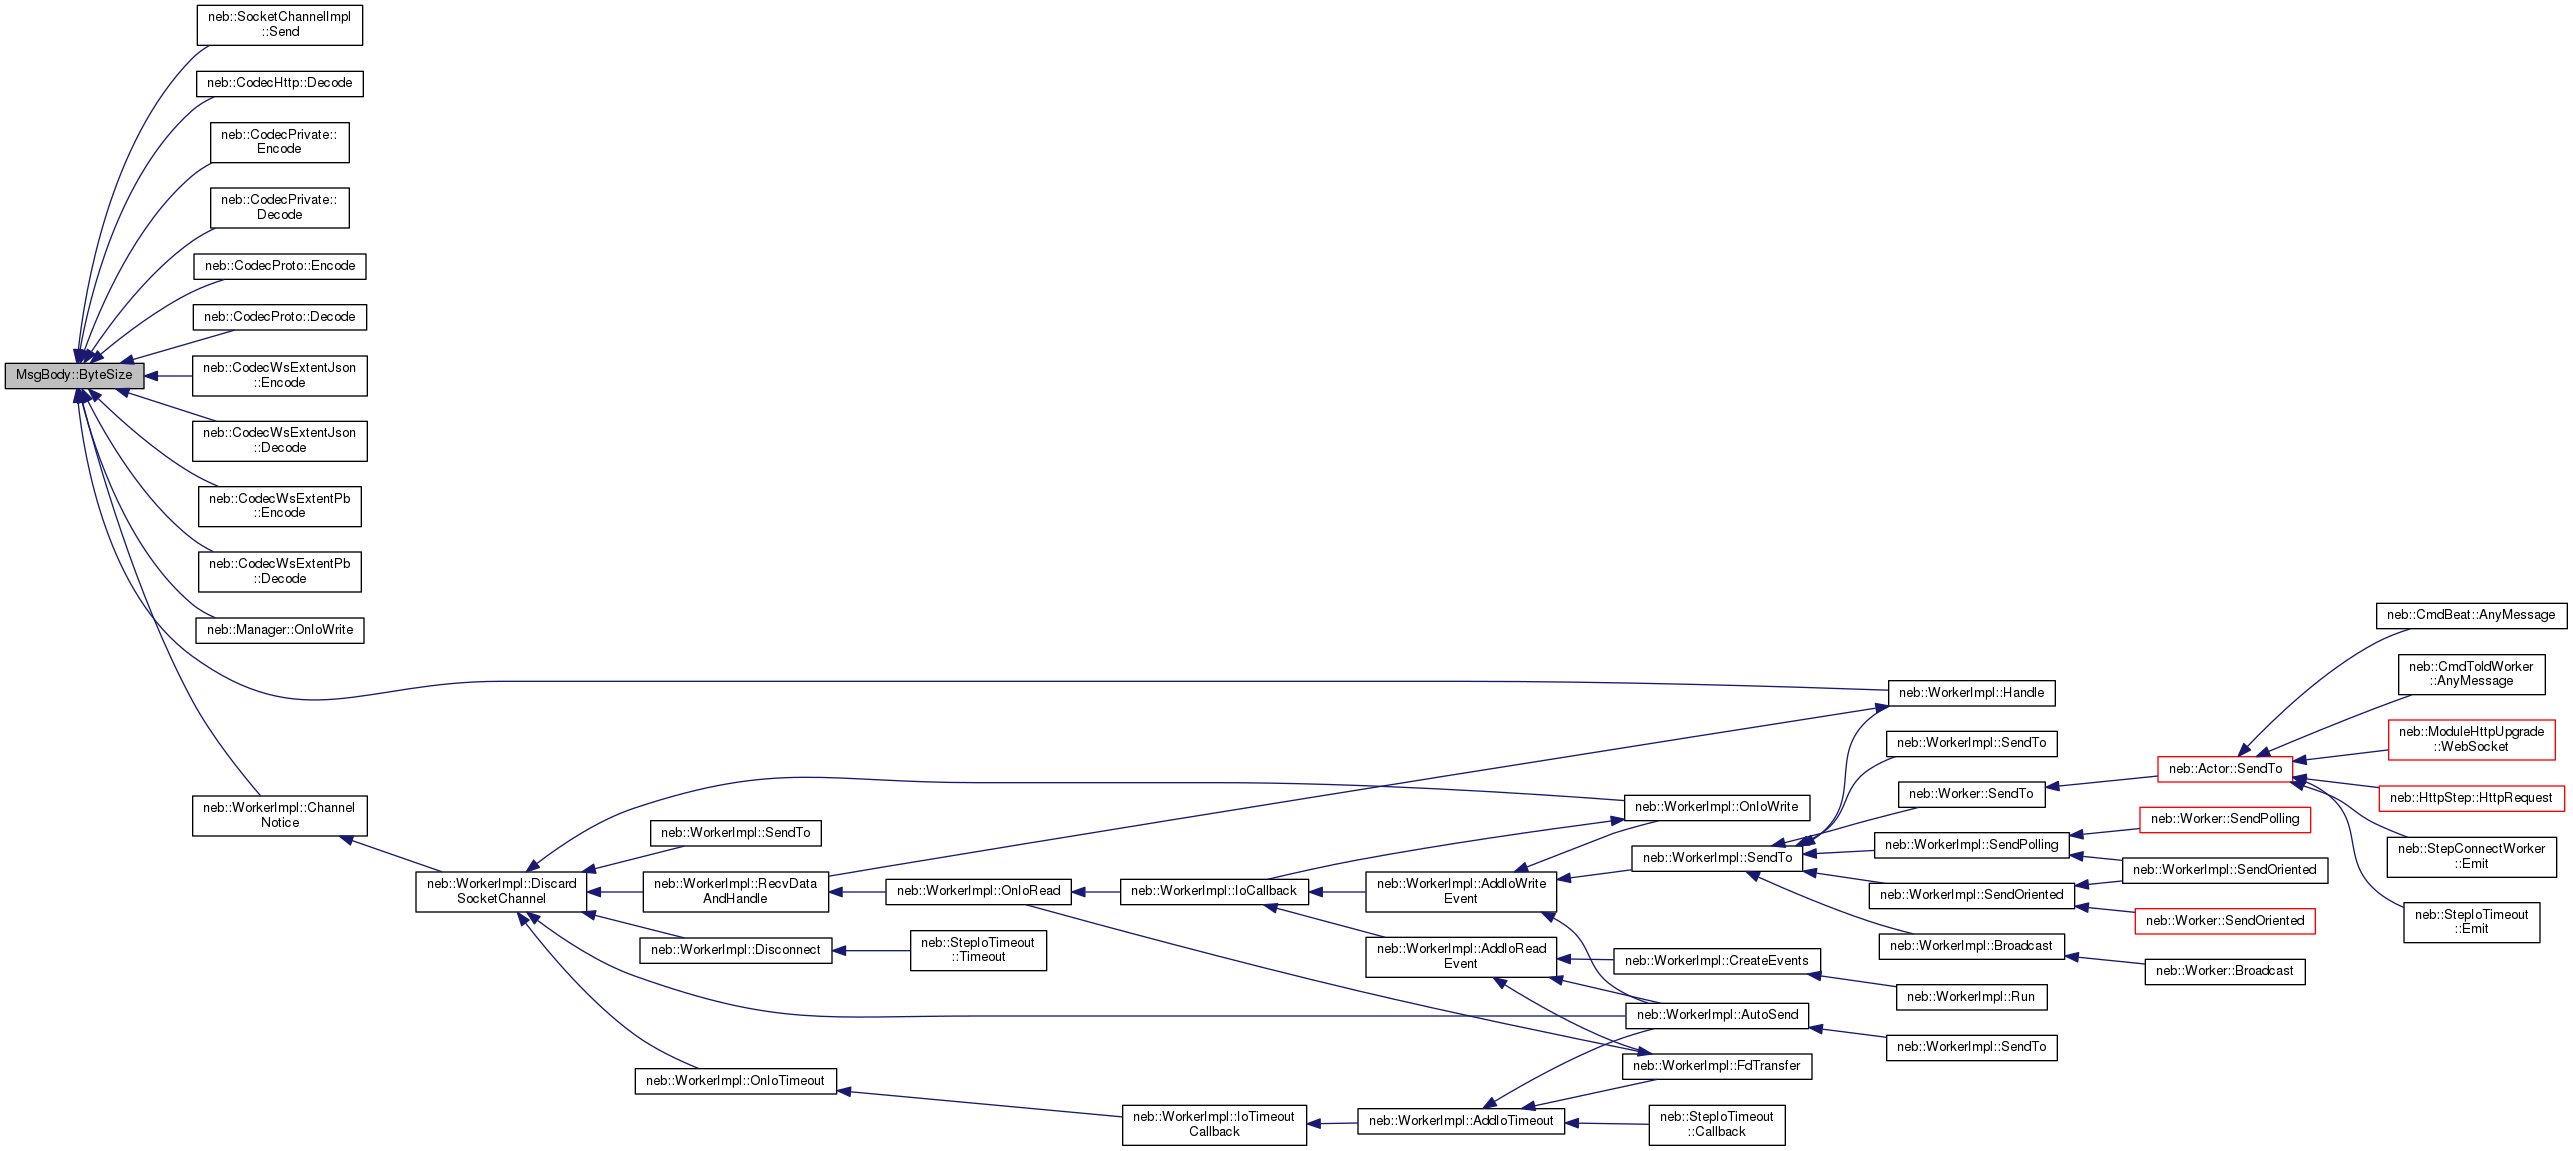 neb::SocketChannelImpl
::Send
neb::CodecHttp::Decode
neb::CodecPrivate::
Encode
neb::CodecPrivate::
Decode
neb::CodecProto::Encode
neb::CodecProto::Decode
MsgBody::ByteSize
neb::CodecWsExtentJson
::Encode
neb::CodecWsExtentJson
::Decode
neb::CodecWsExtentPb
::Encode
neb::CodecWsExtentPb
::Decode
neb::Manager::OnIoWrite
neb::WorkerImpl::Channel
Notice
neb::WorkerImpl::Discard
SocketChannel
neb::WorkerImpl::SendTo
neb::WorkerImpl::RecvData
AndHandle
neb::WorkerImpl::Disconnect
neb::WorkerImpl::OnIoTimeout
neb::WorkerImpl::OnIoRead
neb::StepIoTimeout
::Timeout
neb::WorkerImpl::IoCallback
neb::WorkerImpl::IoTimeout
Callback
neb::WorkerImpl::AddIoWrite
Event
neb::WorkerImpl::AddIoRead
Event
neb::WorkerImpl::AddIoTimeout
neb::WorkerImpl::OnIoWrite
neb::WorkerImpl::SendTo
neb::WorkerImpl::CreateEvents
neb::WorkerImpl::AutoSend
neb::WorkerImpl::FdTransfer
neb::StepIoTimeout
::Callback
neb::WorkerImpl::Handle
neb::WorkerImpl::SendTo
neb::Worker::SendTo
neb::WorkerImpl::SendPolling
neb::WorkerImpl::SendOriented
neb::WorkerImpl::Broadcast
neb::WorkerImpl::Run
neb::WorkerImpl::SendTo
neb::Actor::SendTo
neb::Worker::SendPolling
neb::WorkerImpl::SendOriented
neb::Worker::SendOriented
neb::Worker::Broadcast
neb::CmdBeat::AnyMessage
neb::CmdToldWorker
::AnyMessage
neb::ModuleHttpUpgrade
::WebSocket
neb::HttpStep::HttpRequest
neb::StepConnectWorker
::Emit
neb::StepIoTimeout
::Emit